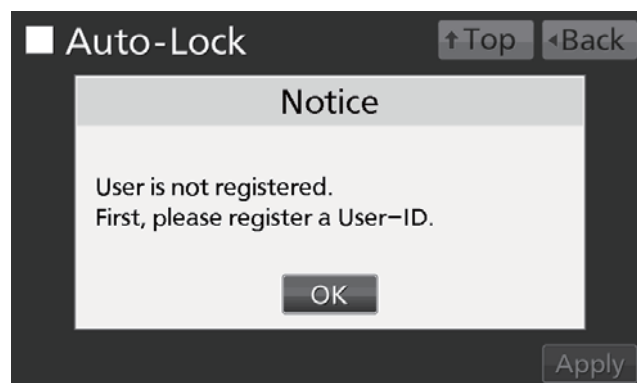 Auto-Lock
↑Top
◂Back
Notice
User is not registered.
First, please register a User-ID.
OK
Apply